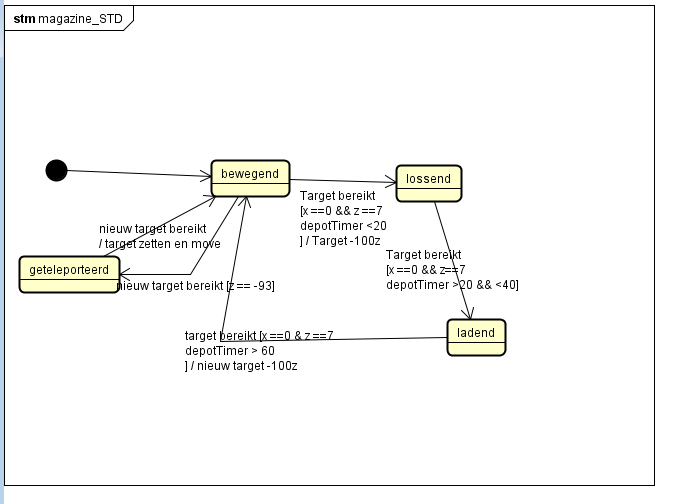 stm magazine_STD
bewegend
lossend
Target bereikt
[x ==0 && z ==7
depotTimer <20
] / Target -100z
nieuw target bereikt
/ target zetten en move
geteleporteerd
nieuw target bereikt [z == -93]
Target bereikt
[x ==0 && z==7
depotTimer >20 && <40]
ladend
target bereikt [x ==0 & z ==7
depotTimer > 60
] / nieuw target -100z